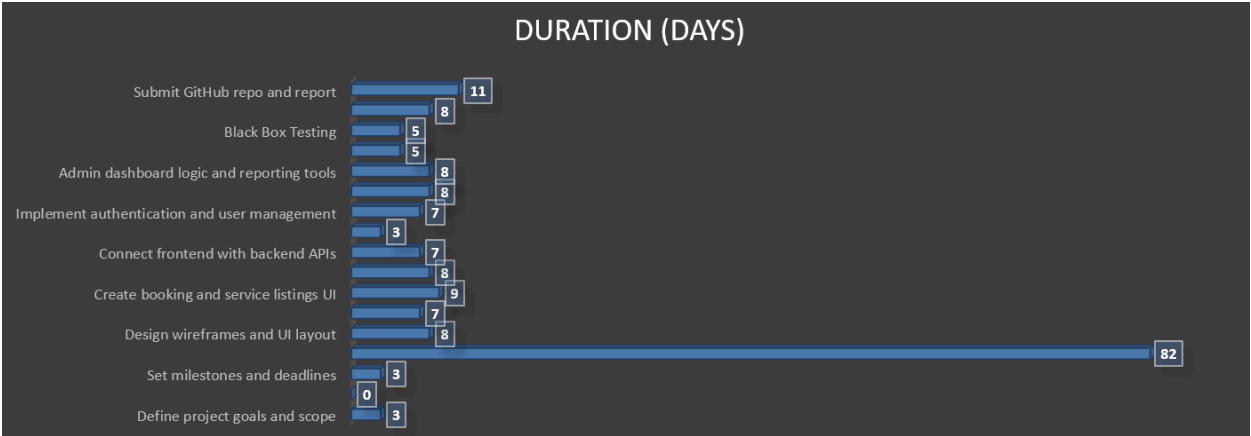 DURATION (DAYS)
Submit GitHub repo and report 11
8
Black Box Testing 5
5
Admin dashboard logic and reporting tools 8
8
Implement authentication and user management 7
3
Connect frontend with backend APIs 7
8
Create booking and service listings UI 9
7
Design wireframes and UI layout 8
82
Set milestones and deadlines 3
0
Define project goals and scope 3